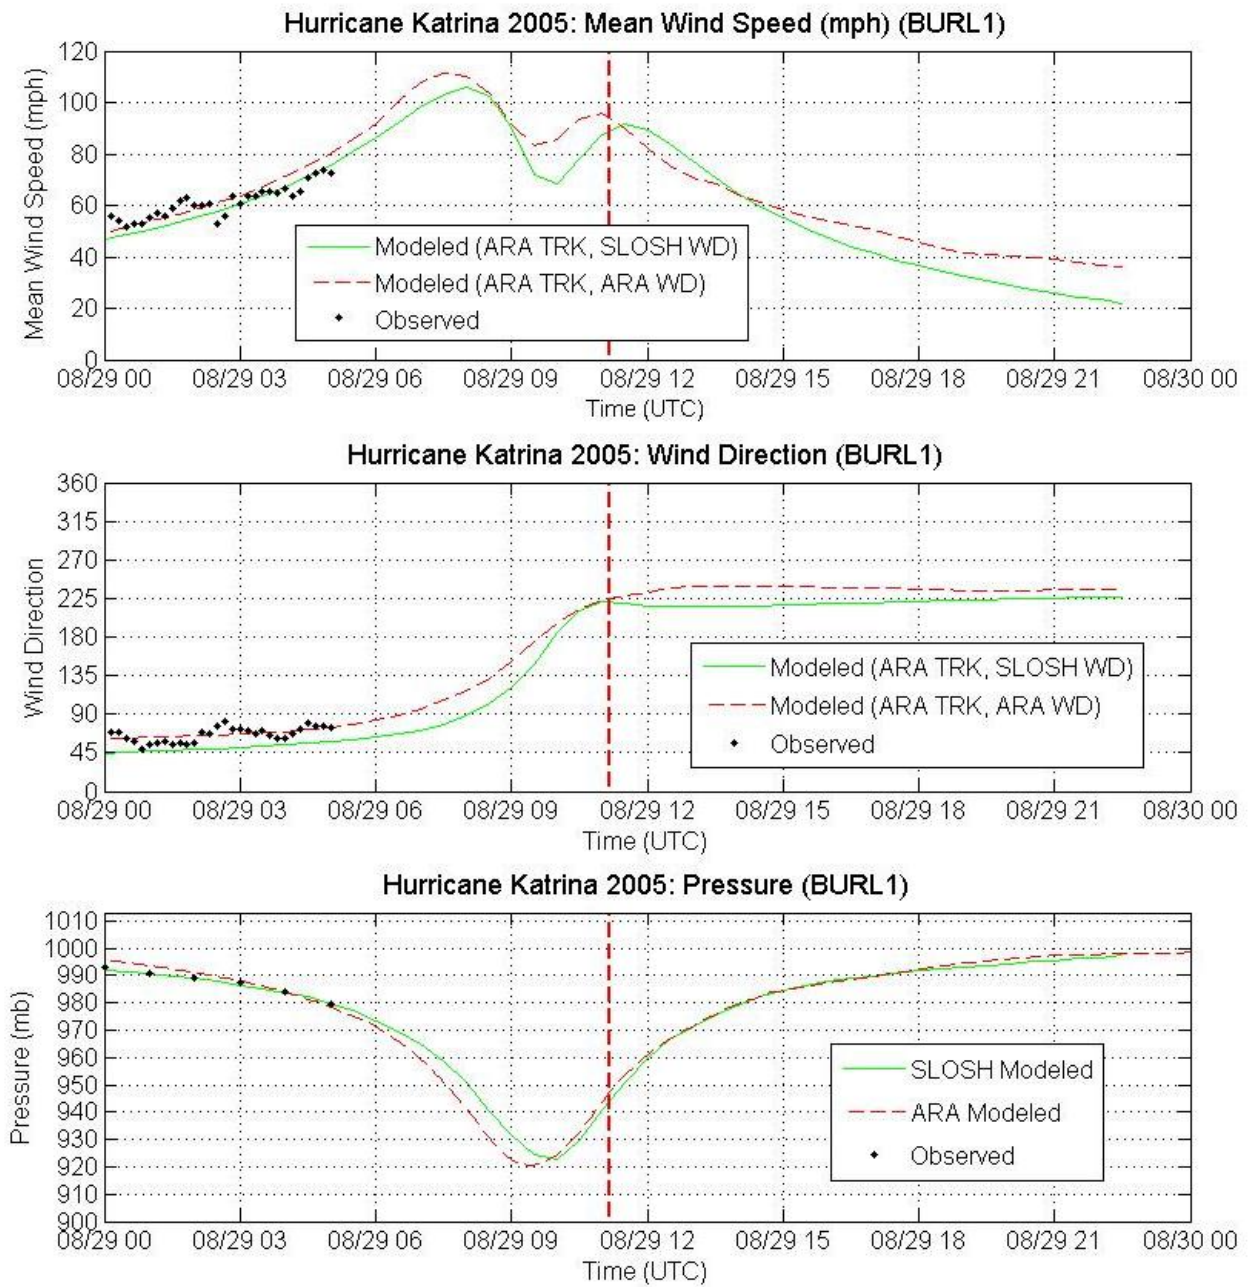 Hurricane Katrina 2005: Mean Wind Speed (mph) (BURL1)
Mean Wind Speed (mph)
120
100
80
60
40
20
0
Modeled (ARA TRK, SLOSH WD)
Modeled (ARA TRK, ARA WD)
Observed
08/29 00 08/29 03 08/29 06 08/29 09 08/29 12 08/29 15 08/29 18 08/29 21 08/30 00
Time (UTC)
Hurricane Katrina 2005: Wind Direction (BURL1)
Wind Direction
360
315
270
225
180
135
90
45
0
Modeled (ARA TRK, SLOSH WD)
Modeled (ARA TRK, ARA WD)
Observed
08/29 00 08/29 03 08/29 06 08/29 09 08/29 12 08/29 15 08/29 18 08/29 21 08/30 00
Time (UTC)
Hurricane Katrina 2005: Pressure (BURL1)
Pressure (mb)
1010
1000
990
980
970
960
950
940
930
920
910
900
SLOSH Modeled
ARA Modeled
Observed
08/29 00 08/29 03 08/29 06 08/29 09 08/29 12 08/29 15 08/29 18 08/29 21 08/30 00
Time (UTC)